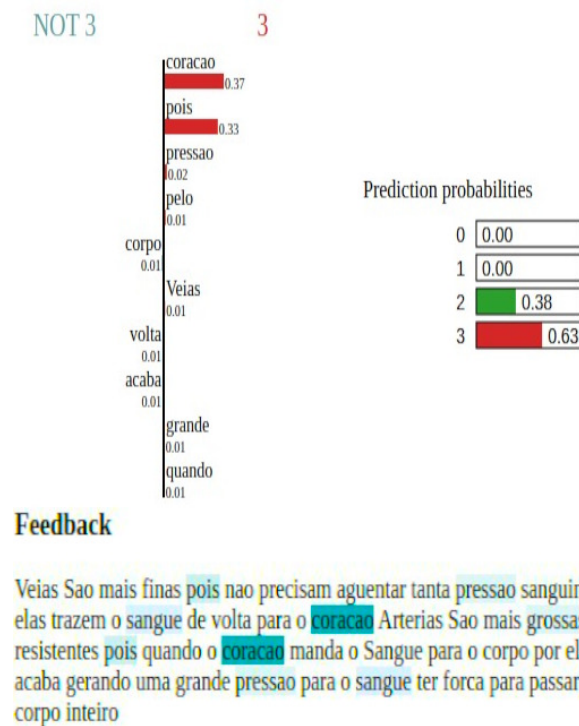 NOT 3 3
coracao
0.37
pois
0.33
pressao
0.02
pelo
0.01
corpo
0.01
Veias
0.01
volta
0.01
acaba
0.01
grande
0.01
quando
0.01
Prediction probabilities
0 0.00
1 0.00
2 0.38
3 0.63
Feedback
Veias Sao mais finas pois nao precisam aguentar tanta pressao sanguin
elas trazem o sangue de volta para o coracao Arterias Sao mais grossas
resistentes pois quando o coracao manda o Sangue para o corpo por el
acaba gerando uma grande pressao para o sangue ter forca para passar
corpo inteiro